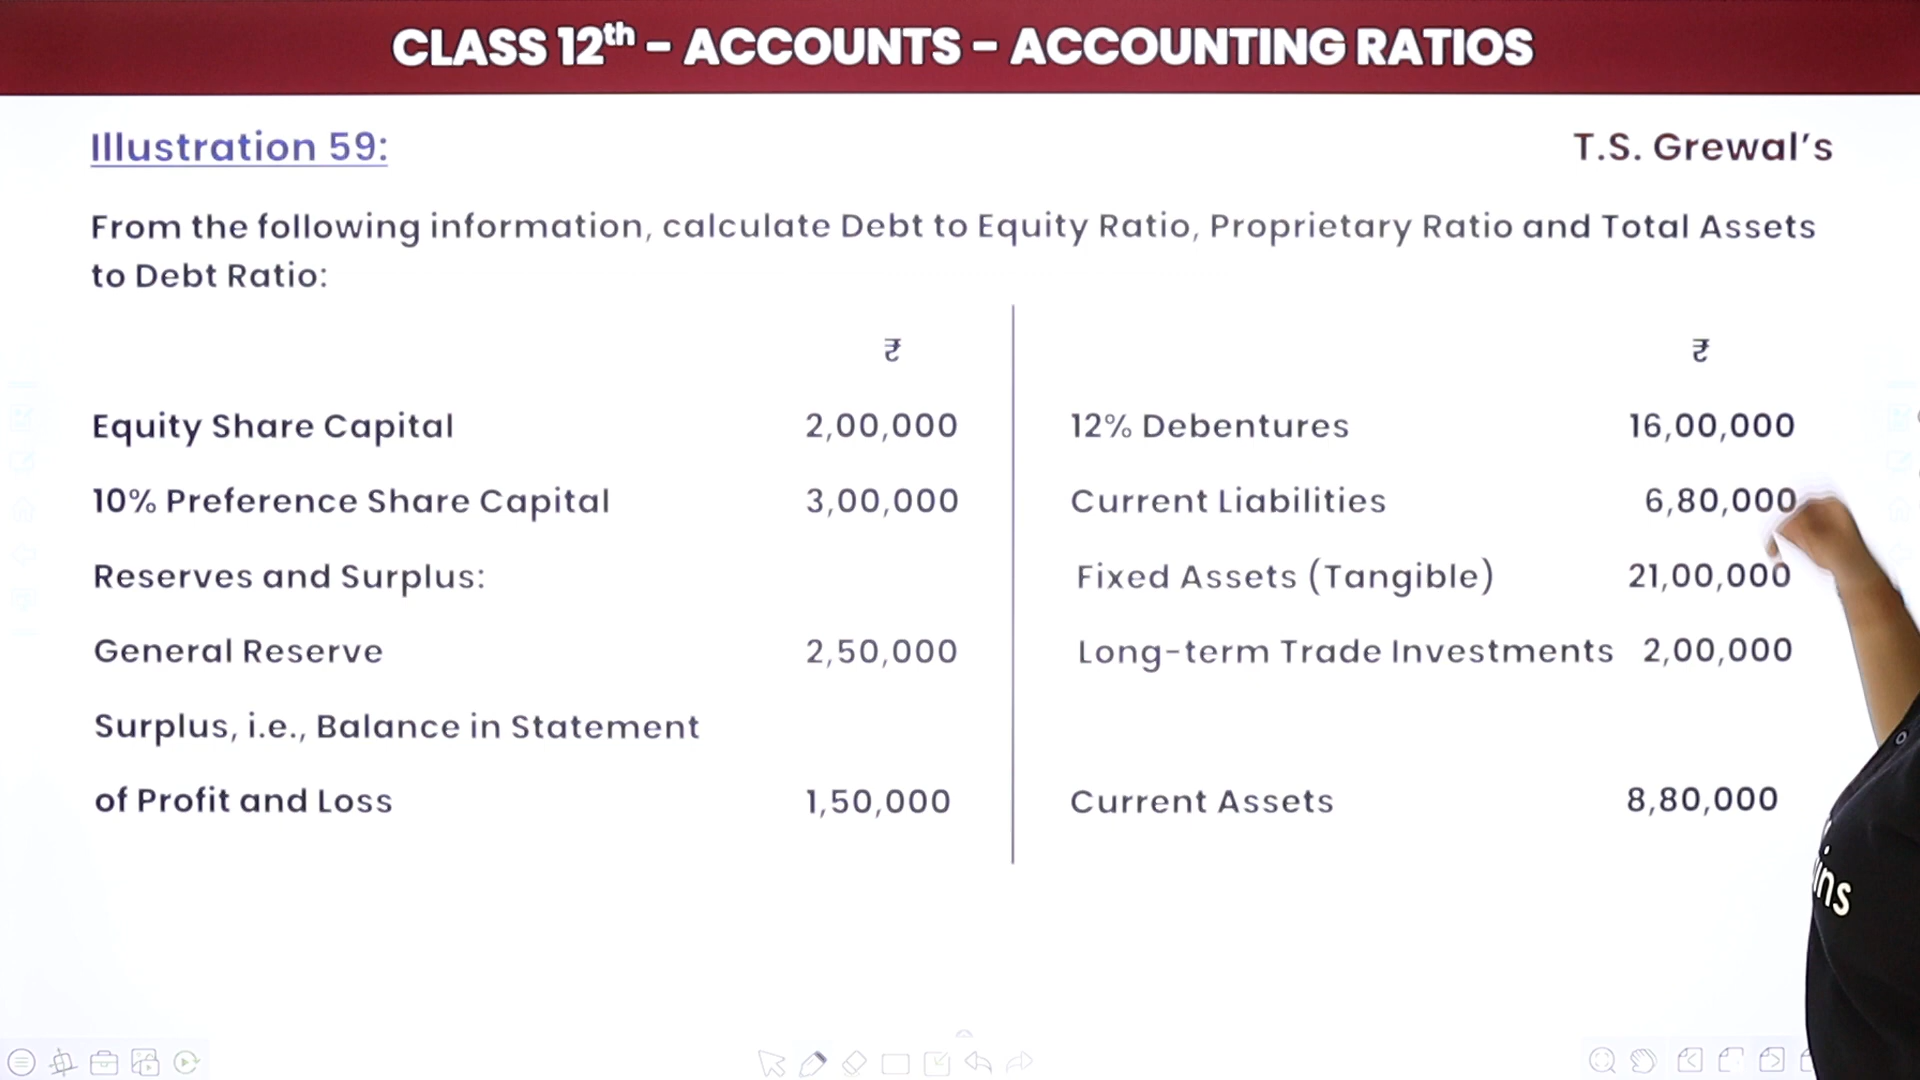 CLASS 12th - ACCOUNTS - ACCOUNTING RATIOS
Illustration 59:
T.S. Grewal's
From the following information, calculate Debt to Equity Ratio, Proprietary Ratio and Total Assets
to Debt Ratio:
₹
Equity Share Capital 2,00,000
10% Preference Share Capital 3,00,000
Reserves and Surplus:
General Reserve 2,50,000
Surplus, i.e., Balance in Statement
of Profit and Loss 1,50,000
₹
12% Debentures 16,00,000
Current Liabilities 6,80,000
Fixed Assets (Tangible) 21,00,000
Long-term Trade Investments 2,00,000
Current Assets 8,80,000